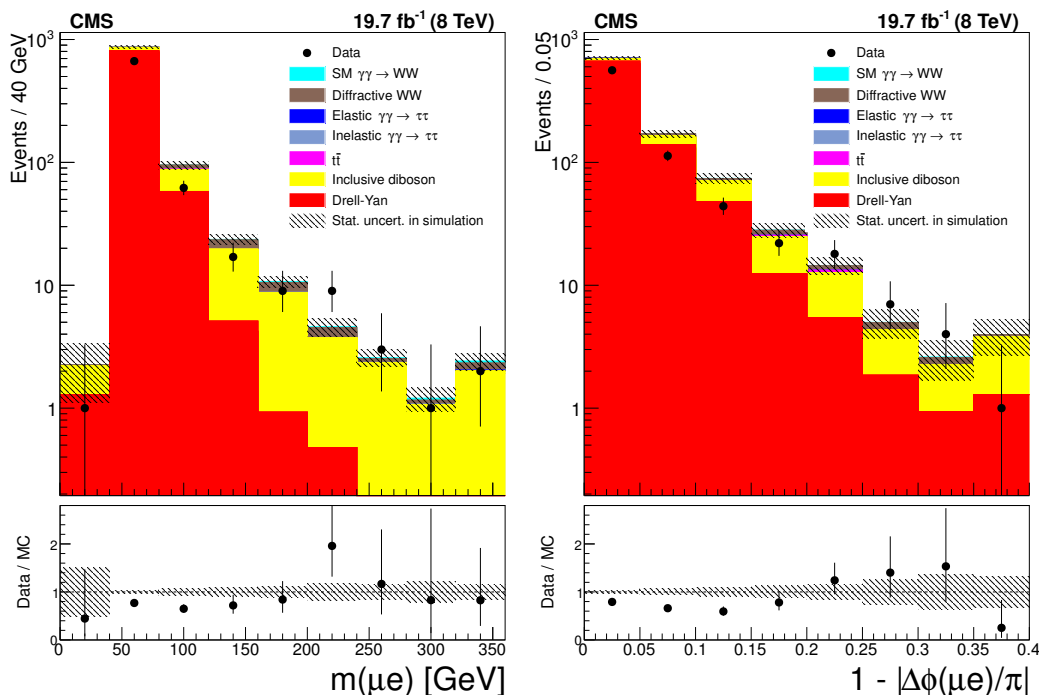 CMS 19.7 fb⁻¹ (8 TeV)
Events / 40 GeV
10³
10²
10
1
Data
SM γγ → WW
Diffractive WW
Elastic γγ → ττ
Inelastic γγ → ττ
tt̄
Inclusive diboson
Drell-Yan
Stat. uncert. in simulation
Data / MC
2
1
0
0 50 100 150 200 250 300 350
m(μe) [GeV]
CMS 19.7 fb⁻¹ (8 TeV)
Events / 0.05
10³
10²
10
1
Data
SM γγ → WW
Diffractive WW
Elastic γγ → ττ
Inelastic γγ → ττ
tt̄
Inclusive diboson
Drell-Yan
Stat. uncert. in simulation
Data / MC
2
1
0
0 0.05 0.1 0.15 0.2 0.25 0.3 0.35 0.4
1 - |Δϕ(μe)/π|